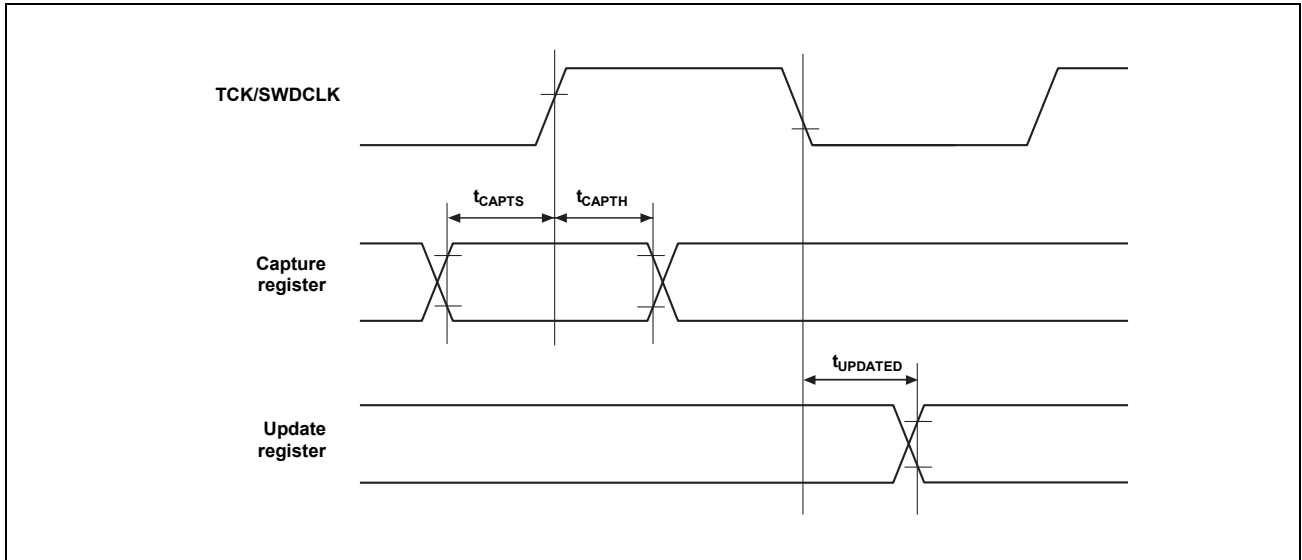 TCK/SWDCLK
tCAPTS
tCAPTH
Capture
register
tUPDATED
Update
register